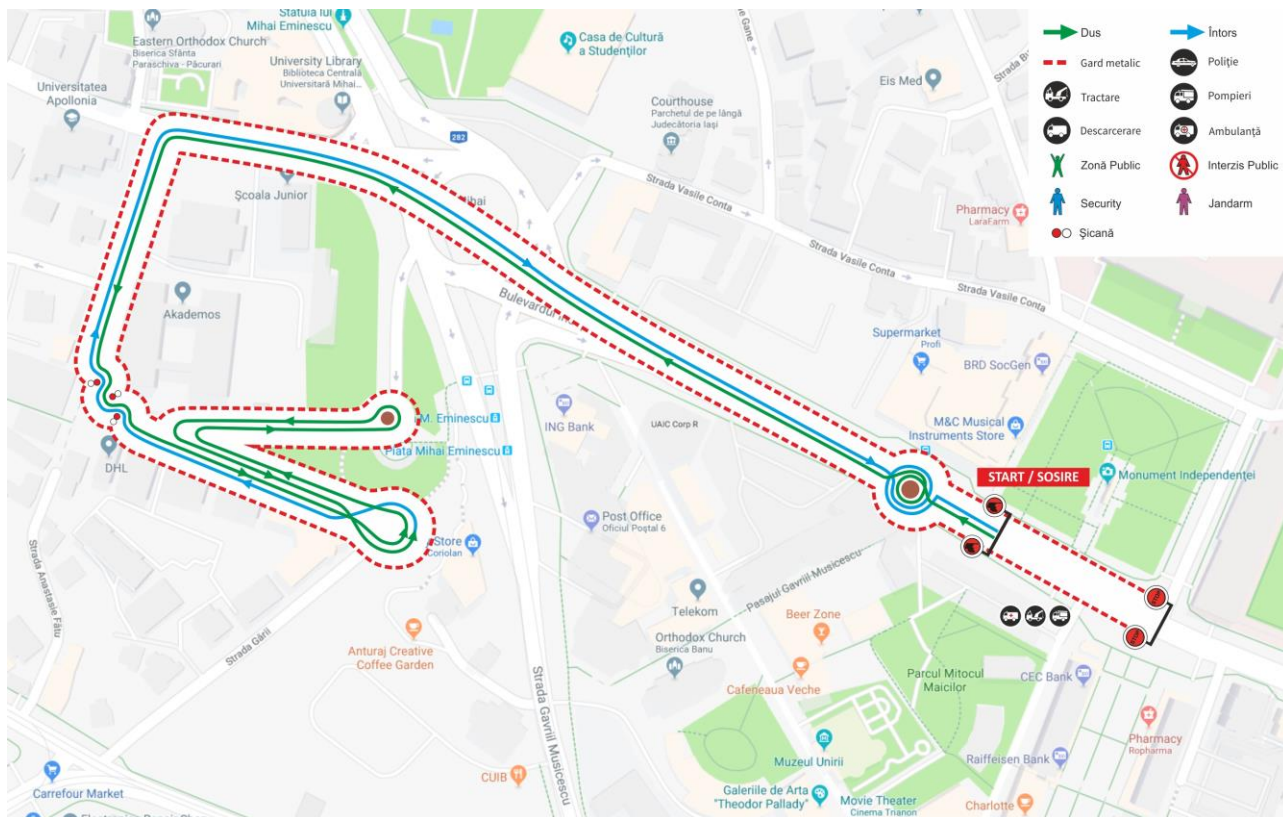 Statuia lui
Mihai Eminescu
Eastern Orthodox Church
Biserica Sfânta
Paraschiva - Păcurari
University Library
Biblioteca Centrală
Universitară Mihai...
Universitatea
Apollonia
Casa de Cultură
a Studenților
Eis Med
Courthouse
Parchetul de pe lângă
Judecătoria Iași
282
Strada Vasile Conta
Școala Junior
Mihai
Pharmacy
LaraFarm
Strada Vasile Conta
Strada Vasile Conta
Akademos
Bulevardul
Supermarket
Profi
BRD SocGen
M. Eminescu
Piata Mihai Eminescu
ING Bank
UAIC Corp R
M&C Musical
Instruments Store
DHL
START / SOSIRE
Monument Independenței
Post Office
Oficiul Poștal 6
Store
Coriolan
Strada Anastasie Fătu
Strada Gării
Telekom
Pasajul Gavriil Musicescu
Beer Zone
Orthodox Church
Biserica Banu
Anturaj Creative
Coffee Garden
Cafeneaua Veche
Parcul Mitocul
Maicilor
CEC Bank
Strada Gavriil Musicescu
Muzeul Unirii
Pharmacy
Ropharma
Raiffeisen Bank
CUIB
Galeriile de Arta
"Theodor Pallady"
Movie Theater
Cinema Trianon
Charlotte
Carrefour Market
Dus
Întors
Gard metalic
Poliție
Tractare
Pompieri
Descarcerare
Ambulanță
Zonă Public
Interzis Public
Security
Jandarm
Șicană